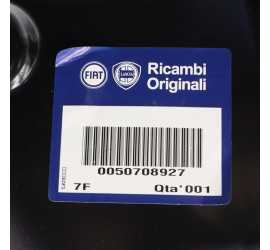 FIAT
LANCIA
Ricambi
Originali
0050708927
7F
Qta*001